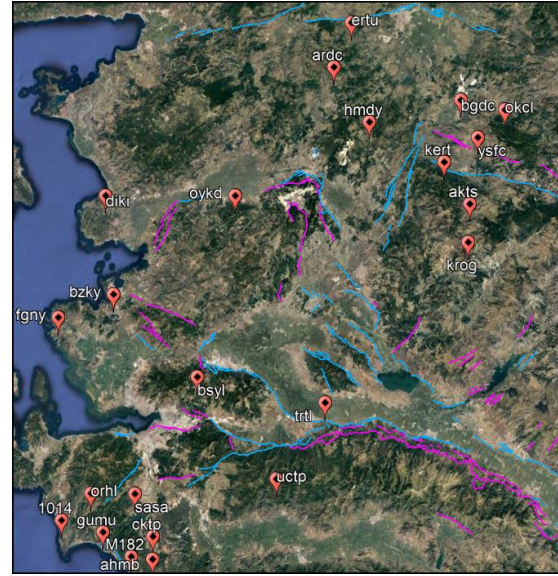 ertu
ardc
bgdc
okcl
hmdy
ysfc
kert
diki
oykd
akts
krog
bzky
fgny
bsyl
trtl
uctp
orhl
sasa
1014
gumu
cktp
M182
ahmb